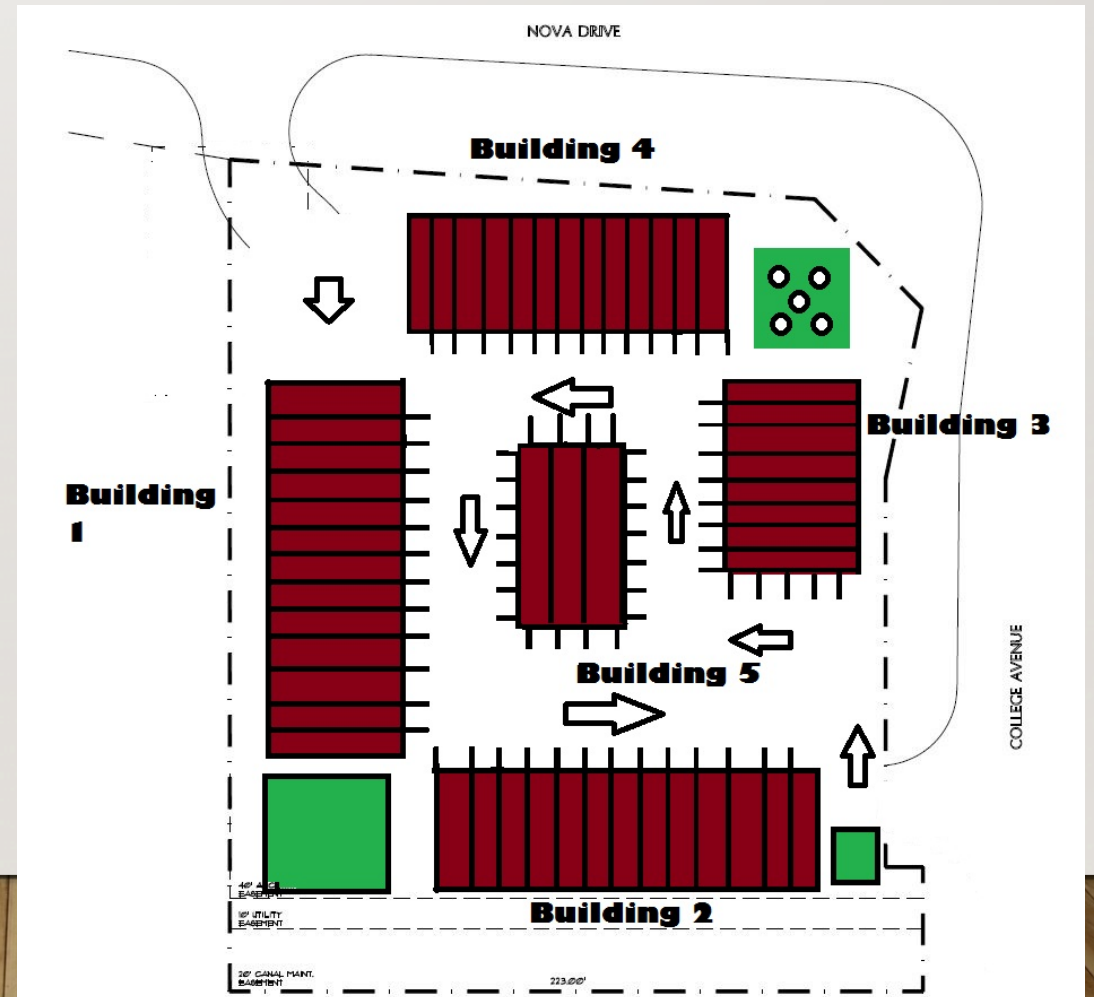 NOVA DRIVE
Building 4
Building 3
Building
1
COLLEGE AVENUE
Building 5
EASEMENT
Building 2
10' UTILITY
EASEMENT
20' CANAL MAINT.
EASEMENT
223.00'